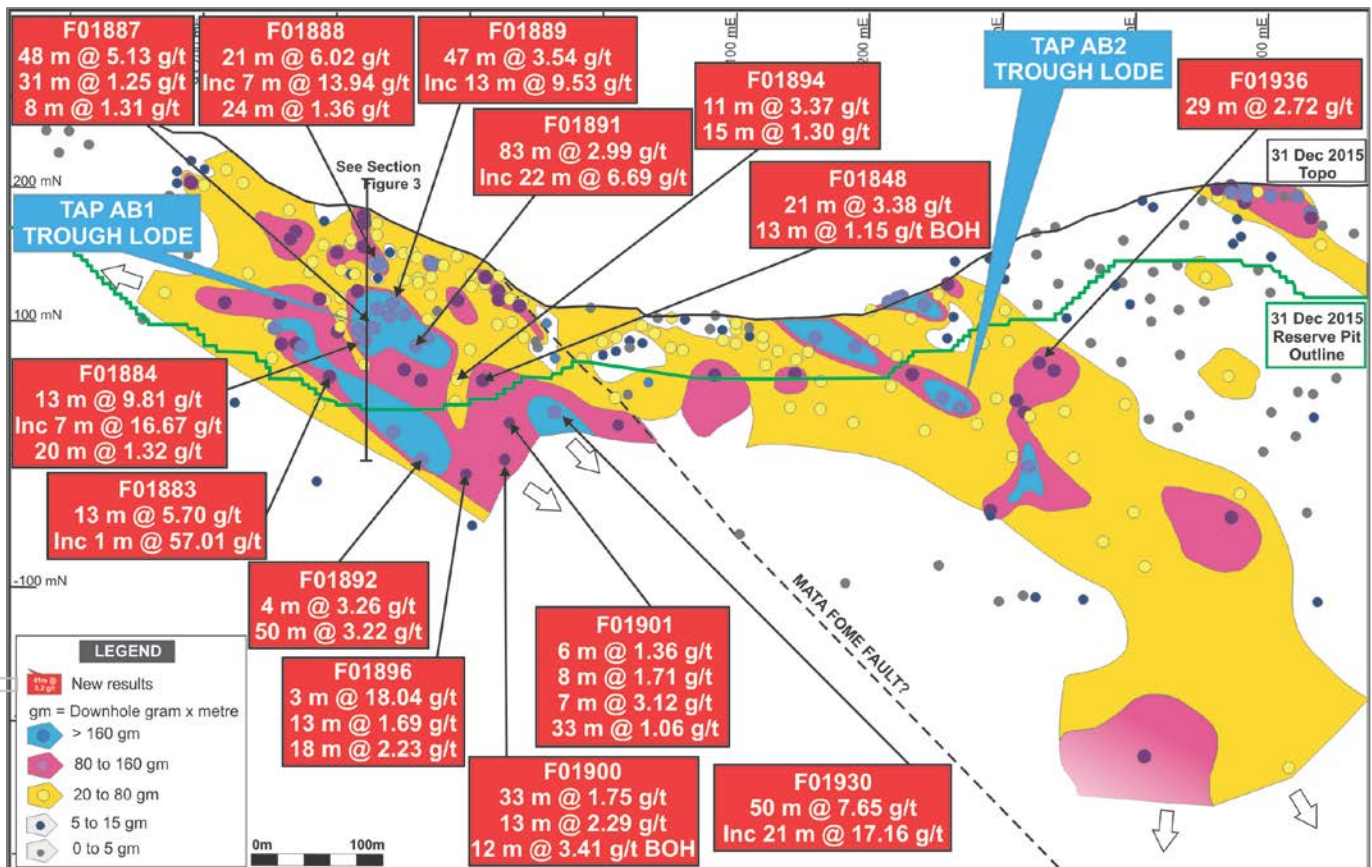 F01887
48 m @ 5.13 g/t
31 m @ 1.25 g/t
8 m @ 1.31 g/t
F01888
21 m @ 6.02 g/t
Inc 7 m @ 13.94 g/t
24 m @ 1.36 g/t
F01889
47 m @ 3.54 g/t
Inc 13 m @ 9.53 g/t
F01891
83 m @ 2.99 g/t
Inc 22 m @ 6.69 g/t
F01894
11 m @ 3.37 g/t
15 m @ 1.30 g/t
TAP AB2
TROUGH LODE
F01936
29 m @ 2.72 g/t
F01848
21 m @ 3.38 g/t
13 m @ 1.15 g/t BOH
31 Dec 2015
Topo
See Section
Figure 3
200 mN
TAP AB1
TROUGH LODE
100 mN
31 Dec 2015
Reserve Pit
Outline
F01884
13 m @ 9.81 g/t
Inc 7 m @ 16.67 g/t
20 m @ 1.32 g/t
F01883
13 m @ 5.70 g/t
Inc 1 m @ 57.01 g/t
-100 mN
F01892
4 m @ 3.26 g/t
50 m @ 3.22 g/t
F01896
3 m @ 18.04 g/t
13 m @ 1.69 g/t
18 m @ 2.23 g/t
F01901
6 m @ 1.36 g/t
8 m @ 1.71 g/t
7 m @ 3.12 g/t
33 m @ 1.06 g/t
MATA FOME FAULT?
F01900
33 m @ 1.75 g/t
13 m @ 2.29 g/t
12 m @ 3.41 g/t BOH
F01930
50 m @ 7.65 g/t
Inc 21 m @ 17.16 g/t
LEGEND
New results
gm = Downhole gram x metre
> 160 gm
80 to 160 gm
20 to 80 gm
5 to 15 gm
0 to 5 gm
0m 100m